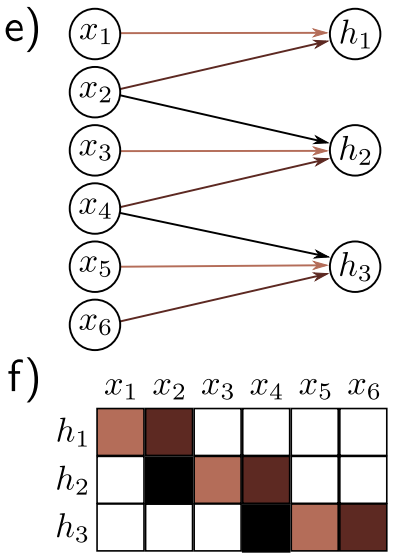 e)
x₁ h₁
x₂
x₃ h₂
x₄
x₅ h₃
x₆
f)
x₁ x₂ x₃ x₄ x₅ x₆
h₁
h₂
h₃